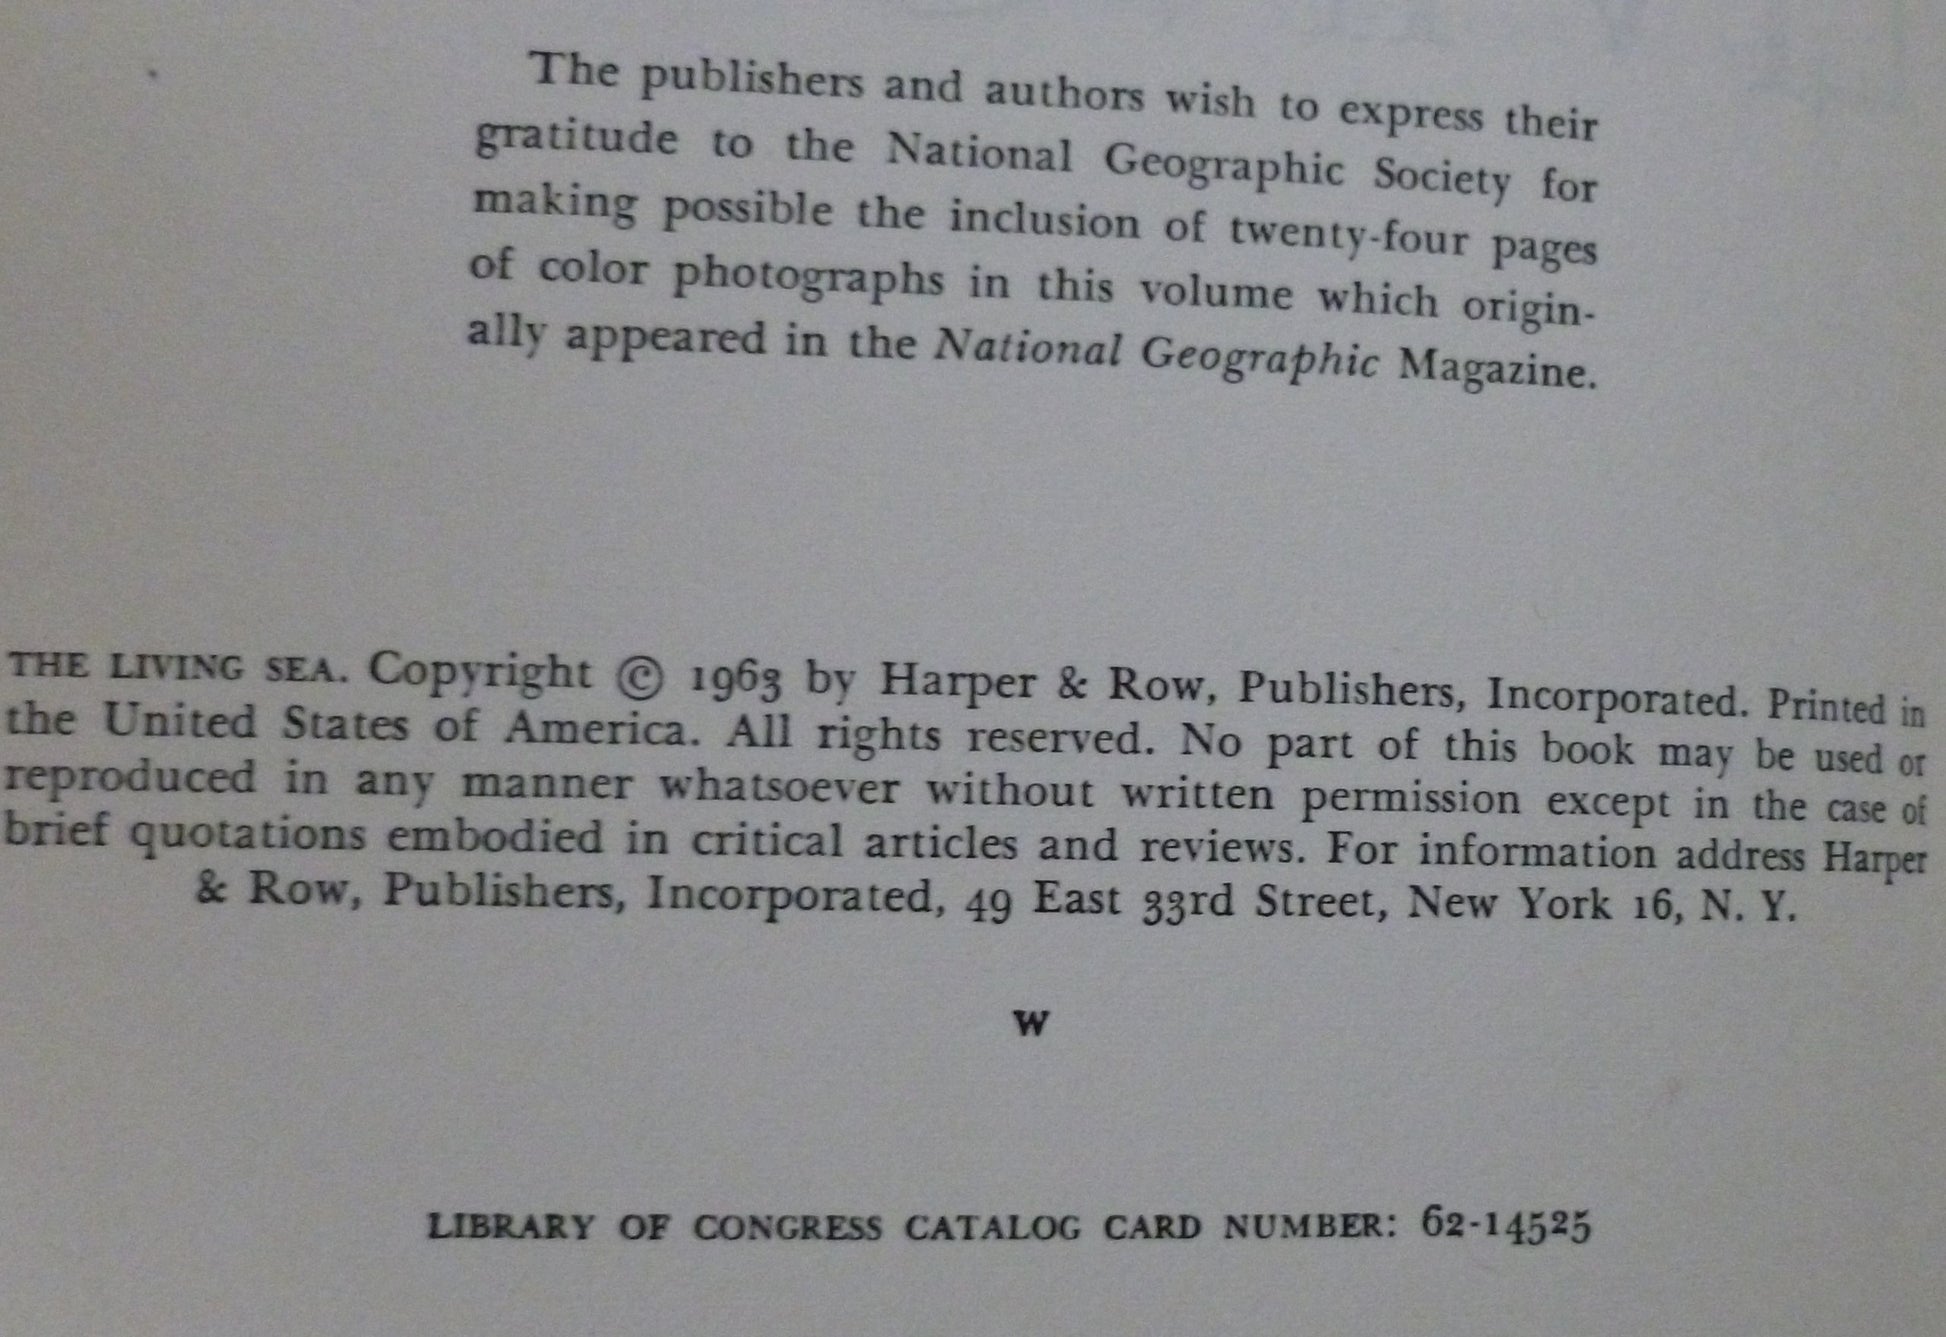 The publishers and authors wish to express their
gratitude to the National Geographic Society for
making possible the inclusion of twenty-four pages
of color photographs in this volume which origin-
ally appeared in the National Geographic Magazine.
THE LIVING SEA. Copyright © 1963 by Harper & Row, Publishers, Incorporated. Printed in
the United States of America. All rights reserved. No part of this book may be used or
reproduced in any manner whatsoever without written permission except in the case of
brief quotations embodied in critical articles and reviews. For information address Harper
& Row, Publishers, Incorporated, 49 East 33rd Street, New York 16, N. Y.
W
LIBRARY OF CONGRESS CATALOG CARD NUMBER: 62-14525